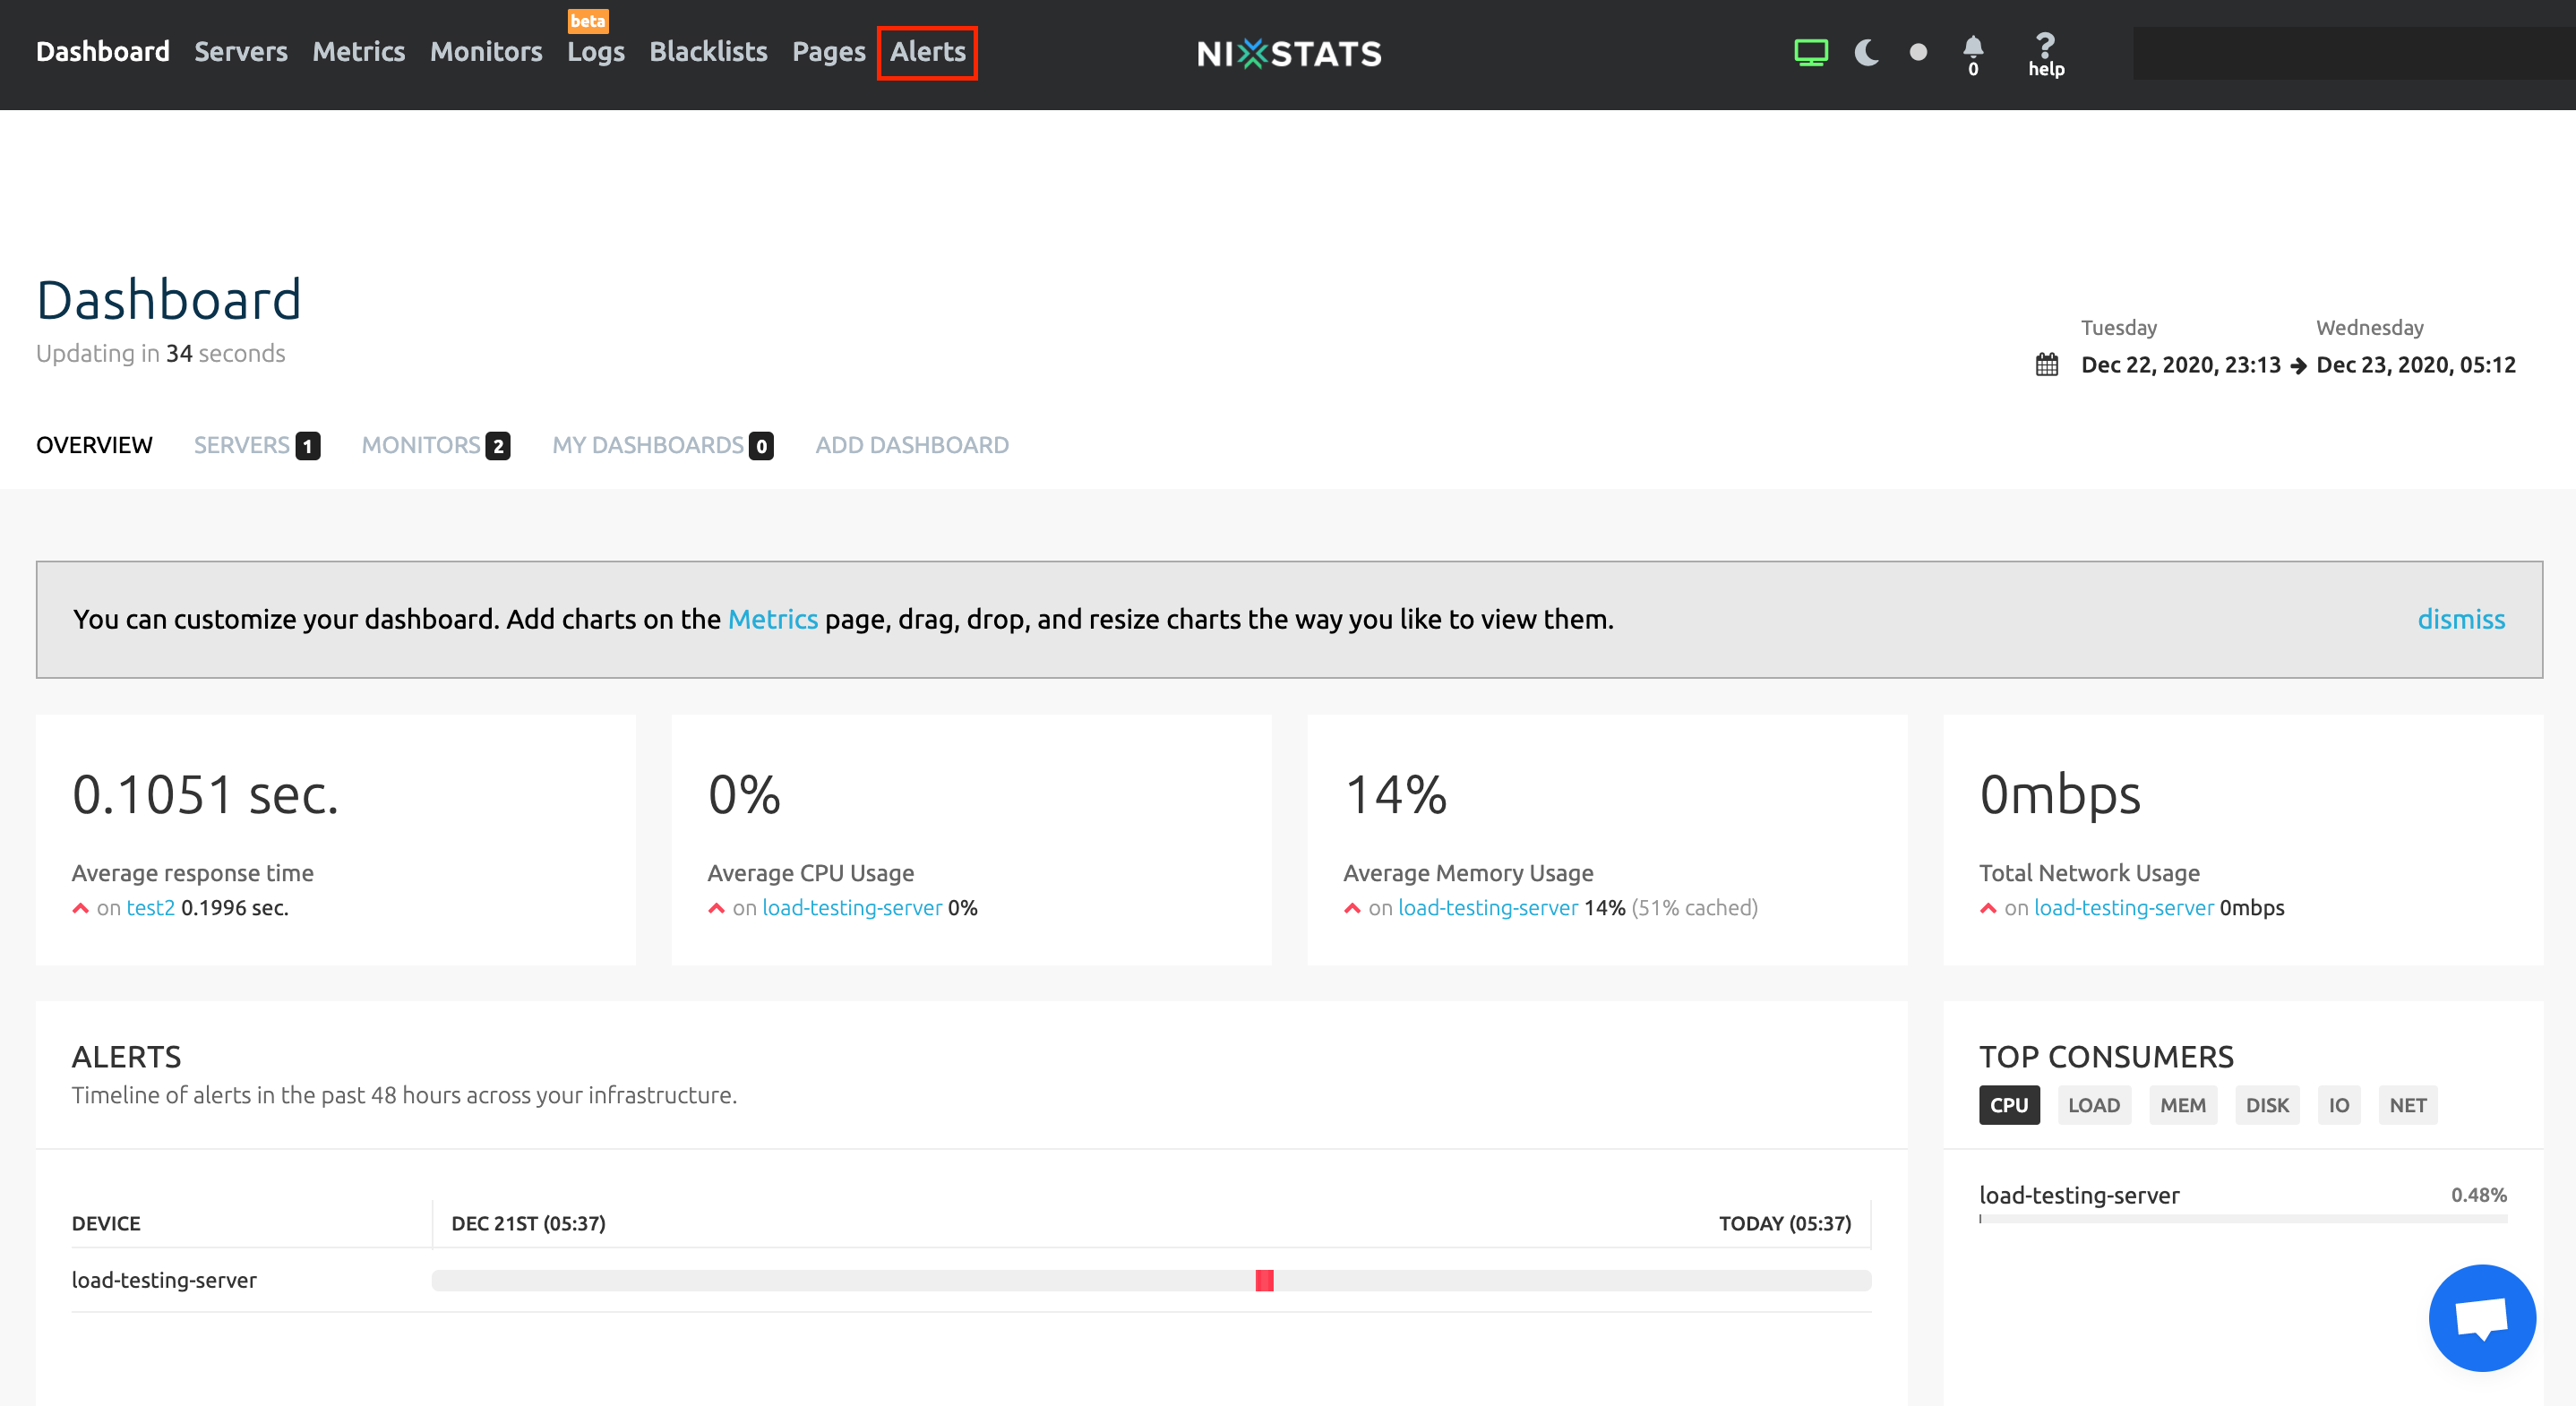 beta
Dashboard Servers Metrics Monitors Logs Blacklists Pages Alerts NIXSTATS 0 help
Dashboard
Updating in 34 seconds
Tuesday Wednesday
Dec 22, 2020, 23:13 → Dec 23, 2020, 05:12
OVERVIEW SERVERS 1 MONITORS 2 MY DASHBOARDS 0 ADD DASHBOARD
You can customize your dashboard. Add charts on the Metrics page, drag, drop, and resize charts the way you like to view them. dismiss
0.1051 sec.
Average response time
on test2 0.1996 sec.
0%
Average CPU Usage
on load-testing-server 0%
14%
Average Memory Usage
on load-testing-server 14% (51% cached)
0mbps
Total Network Usage
on load-testing-server 0mbps
ALERTS
Timeline of alerts in the past 48 hours across your infrastructure.
DEVICE DEC 21ST (05:37) TODAY (05:37)
load-testing-server
TOP CONSUMERS
CPU LOAD MEM DISK IO NET
load-testing-server 0.48%